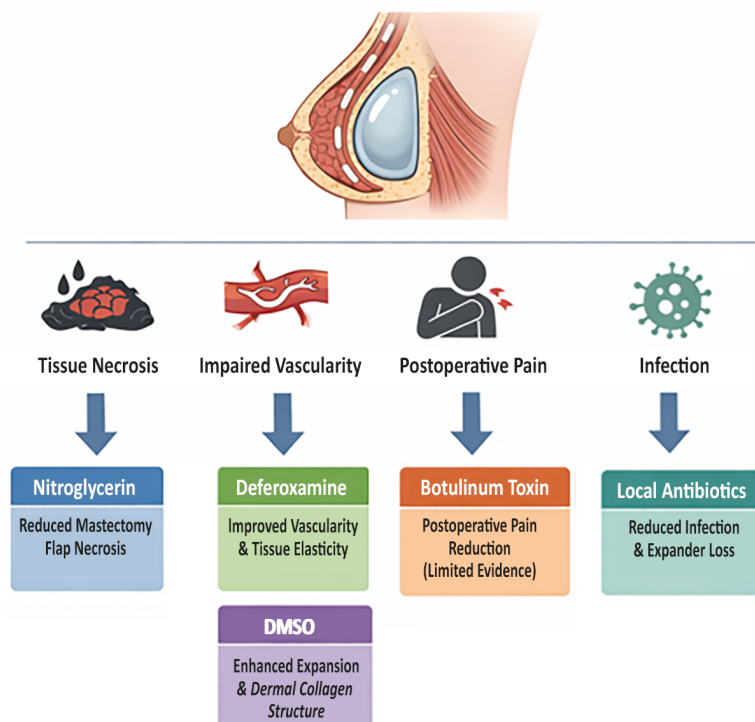 Tissue Necrosis
Impaired Vascularity
Postoperative Pain
Infection
Nitroglycerin
Reduced Mastectomy
Flap Necrosis
Deferoxamine
Improved Vascularity
& Tissue Elasticity
Botulinum Toxin
Postoperative Pain
Reduction
(Limited Evidence)
Local Antibiotics
Reduced Infection
& Expander Loss
DMSO
Enhanced Expansion
& Dermal Collagen
Structure